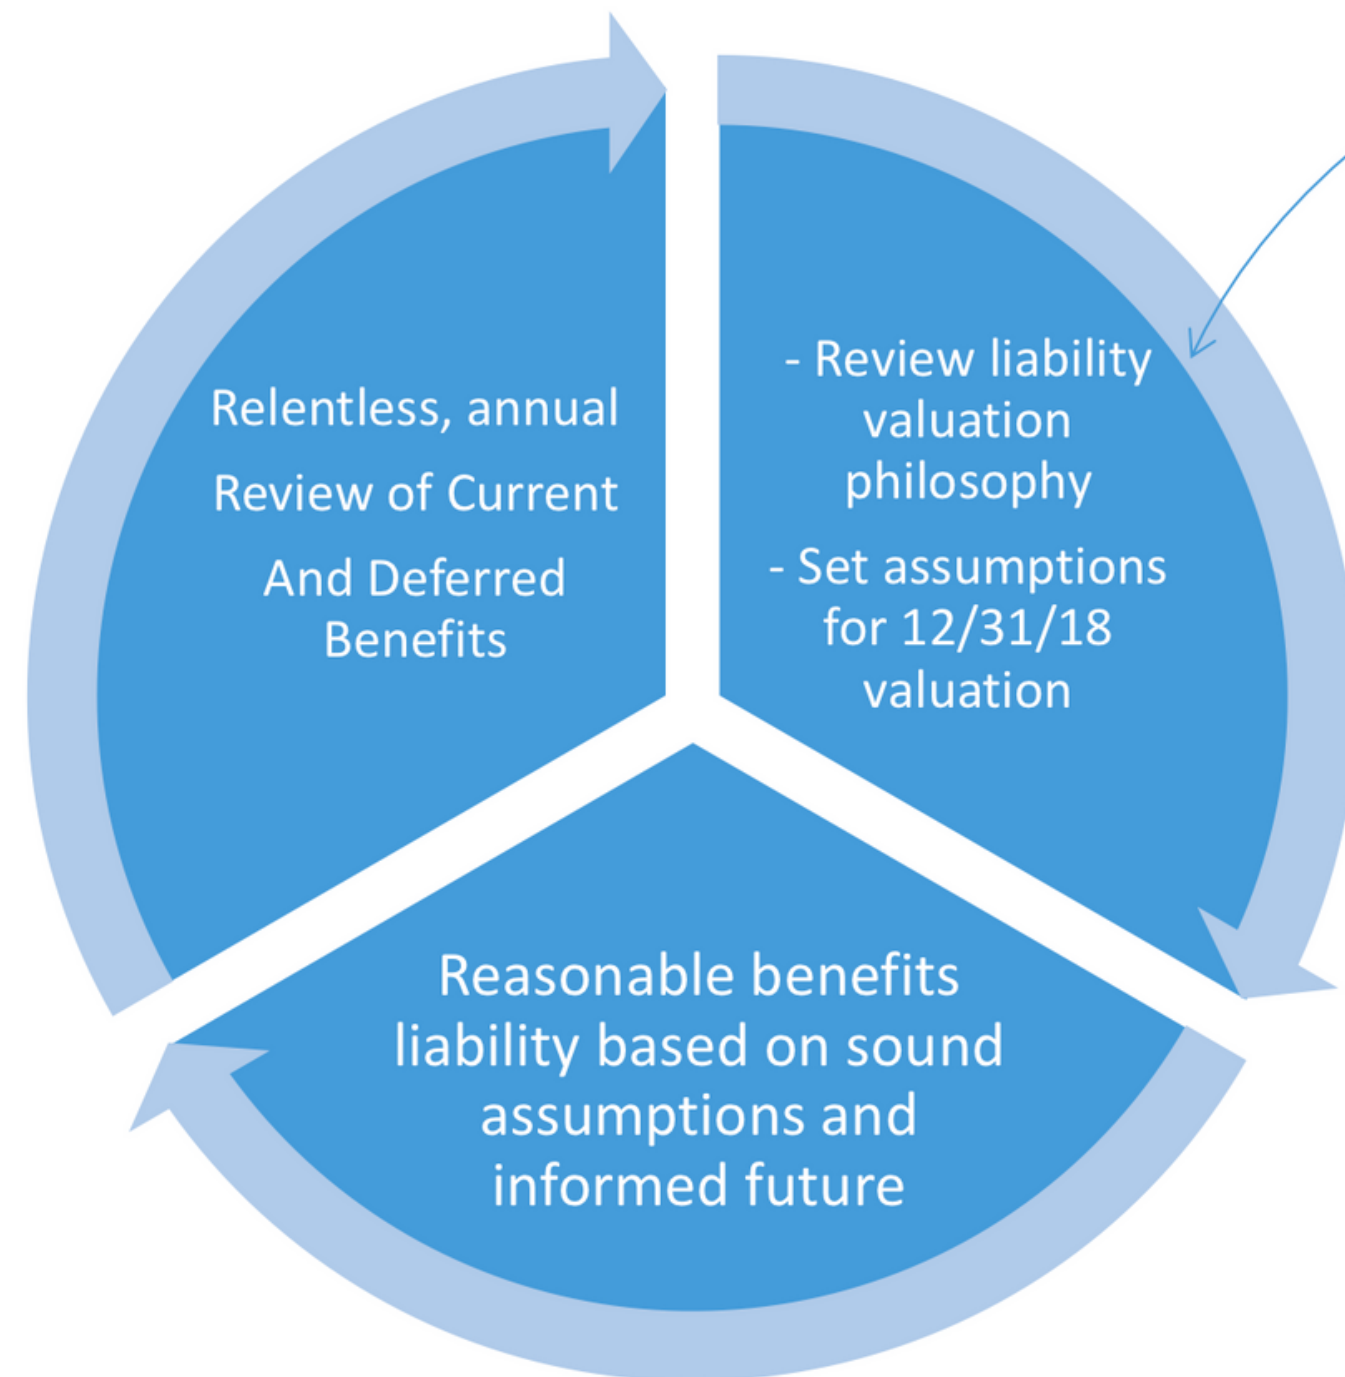 Relentless, annual
Review of Current
And Deferred
Benefits
- Review liability
valuation
philosophy
- Set assumptions
for 12/31/18
valuation
Reasonable benefits
liability based on sound
assumptions and
informed future